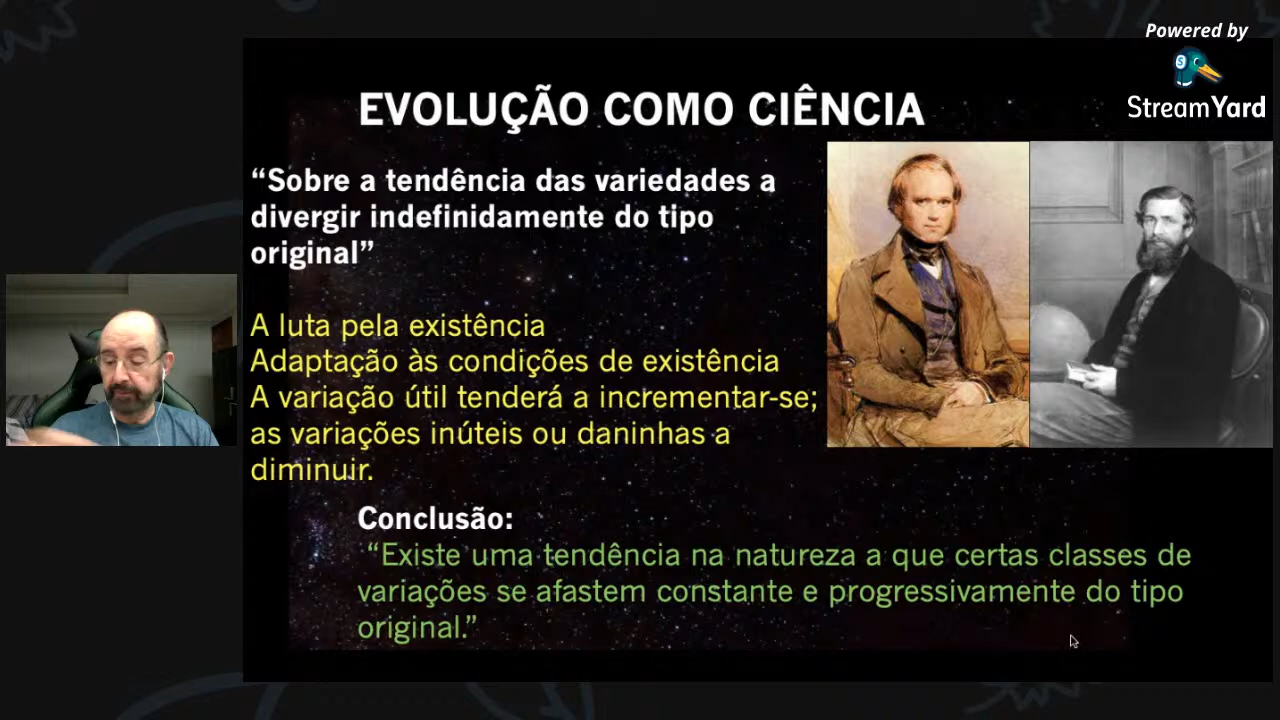 Powered by
StreamYard
EVOLUÇÃO COMO CIÊNCIA
“Sobre a tendência das variedades a
divergir indefinidamente do tipo
original”
A luta pela existência
Adaptação às condições de existência
A variação útil tenderá a incrementar-se;
as variações inúteis ou daninhas a
diminuir.
Conclusão:
“Existe uma tendência na natureza a que certas classes de
variações se afastem constante e progressivamente do tipo
original.”